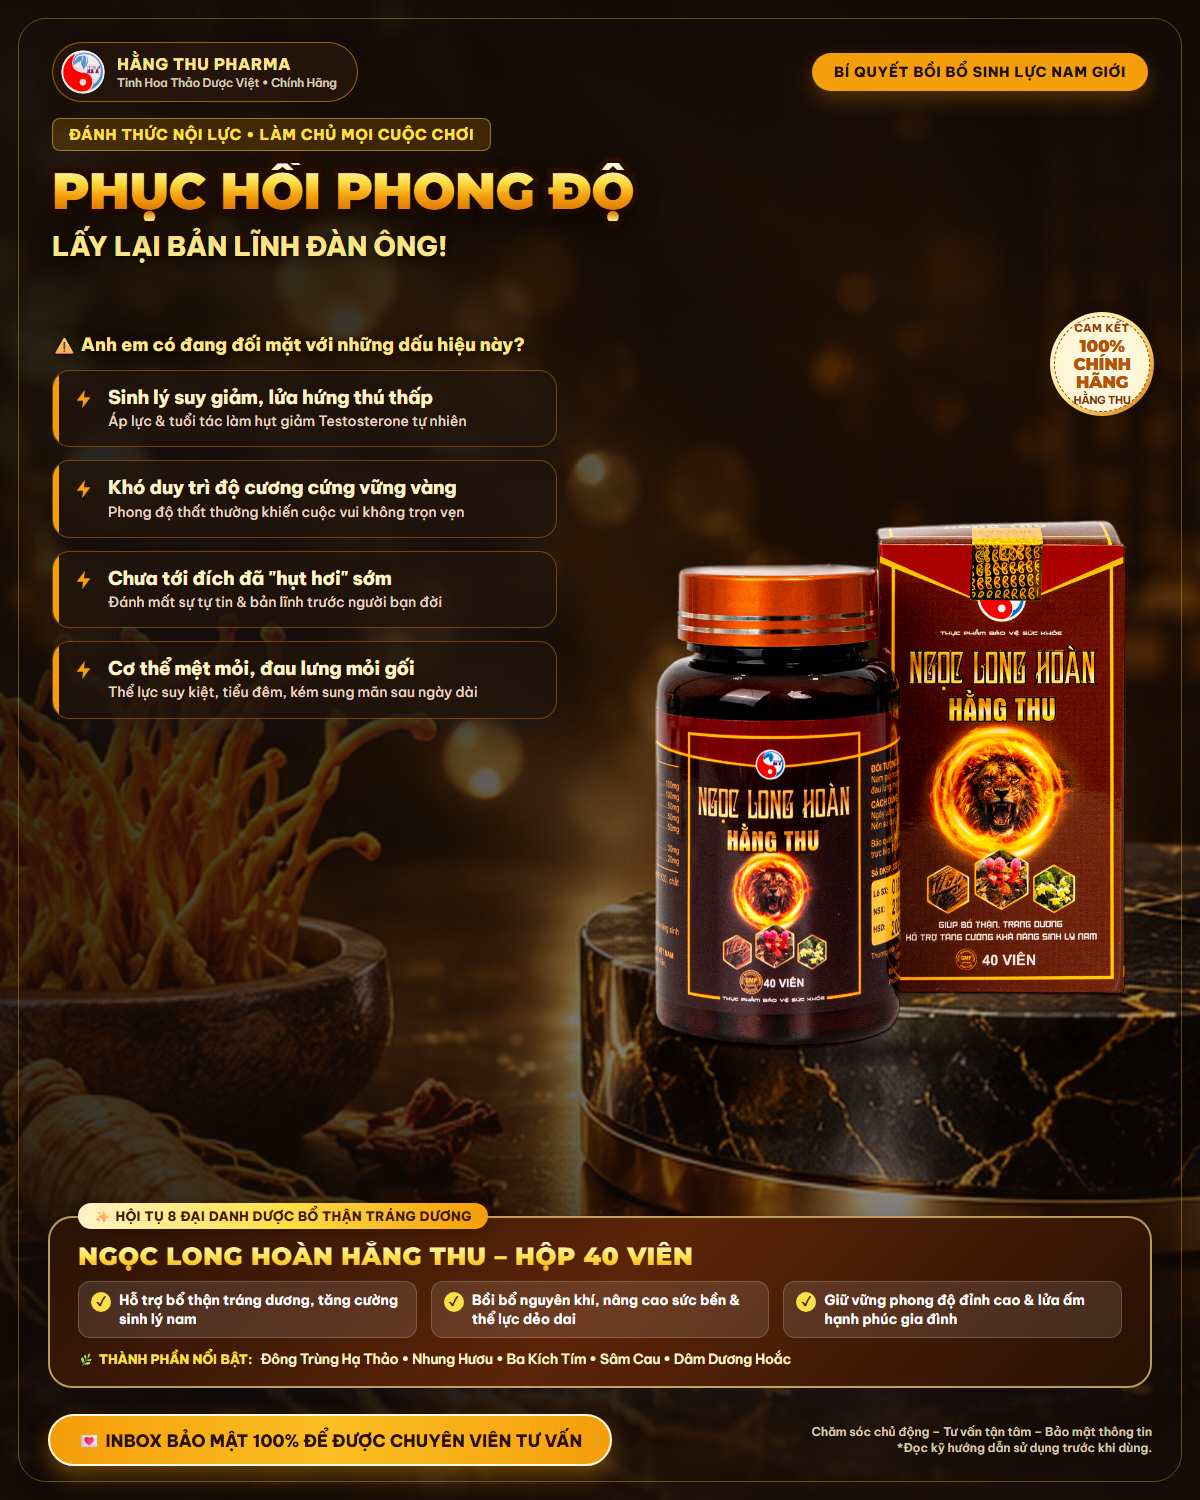 HẰNG THU PHARMA
Tinh Hoa Thảo Dược Việt • Chính Hãng
BÍ QUYẾT BỒI BỔ SINH LỰC NAM GIỚI
ĐÁNH THỨC NỘI LỰC • LÀM CHỦ MỌI CUỘC CHƠI
PHỤC HỒI PHONG ĐỘ
LẤY LẠI BẢN LĨNH ĐÀN ÔNG!
Anh em có đang đối mặt với những dấu hiệu này?
Sinh lý suy giảm, lửa hứng thú thấp
Áp lực & tuổi tác làm hụt giảm Testosterone tự nhiên
Khó duy trì độ cương cứng vững vàng
Phong độ thất thường khiến cuộc vui không trọn vẹn
Chưa tới đích đã "hụt hơi" sớm
Đánh mất sự tự tin & bản lĩnh trước người bạn đời
Cơ thể mệt mỏi, đau lưng mỏi gối
Thể lực suy kiệt, tiểu đêm, kém sung mãn sau ngày dài
CAM KẾT
100%
CHÍNH
HÃNG
HẰNG THU
THỰC PHẨM BẢO VỆ SỨC KHỎE
NGỌC LONG HOÀN
HẰNG THU
GIÚP BỔ THẬN, TRÁNG DƯƠNG
HỖ TRỢ TĂNG CƯỜNG KHẢ NĂNG SINH LÝ NAM
40 VIÊN
NGỌC LONG HOÀN
HẰNG THU
40 VIÊN
THỰC PHẨM BẢO VỆ SỨC KHỎE
HỘI TỤ 8 ĐẠI DANH DƯỢC BỔ THẬN TRÁNG DƯƠNG
NGỌC LONG HOÀN HẰNG THU – HỘP 40 VIÊN
Hỗ trợ bổ thận tráng dương, tăng cường
sinh lý nam
Bồi bổ nguyên khí, nâng cao sức bền &
thể lực dẻo dai
Giữ vững phong độ đỉnh cao & lửa ấm
hạnh phúc gia đình
THÀNH PHẦN NỔI BẬT: Đông Trùng Hạ Thảo • Nhung Hươu • Ba Kích Tím • Sâm Cau • Dâm Dương Hoắc
INBOX BẢO MẬT 100% ĐỂ ĐƯỢC CHUYÊN VIÊN TƯ VẤN
Chăm sóc chủ động – Tư vấn tận tâm – Bảo mật thông tin
*Đọc kỹ hướng dẫn sử dụng trước khi dùng.